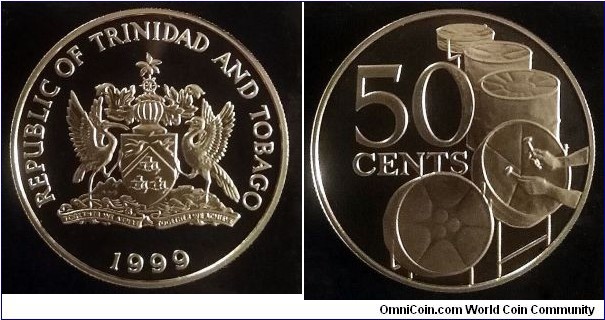 REPUBLIC OF TRINIDAD AND TOBAGO
1999
50
CENTS
OmniCoin.com World Coin Community